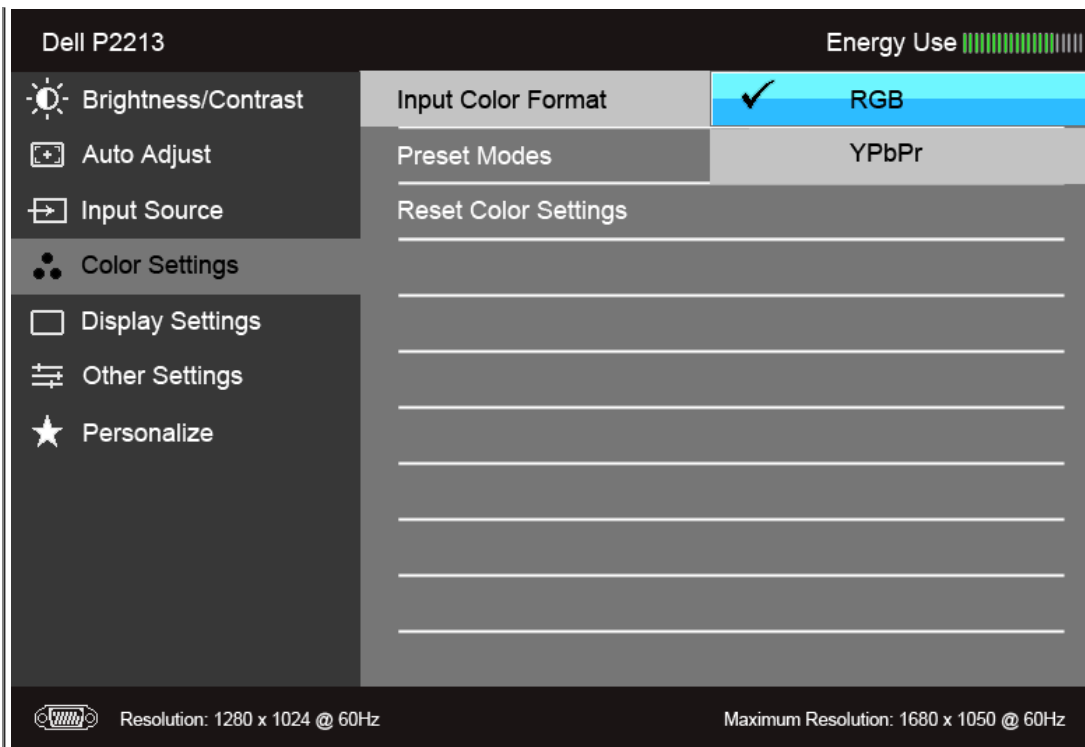 Dell P2213 Energy Use
Brightness/Contrast Input Color Format RGB
Auto Adjust Preset Modes YPbPr
Input Source Reset Color Settings
Color Settings
Display Settings
Other Settings
Personalize
Resolution: 1280 x 1024 @ 60Hz Maximum Resolution: 1680 x 1050 @ 60Hz